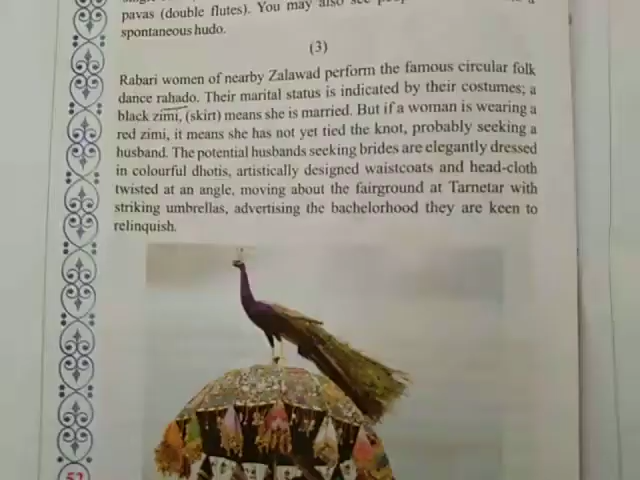 pavas (double flutes). You may also see
spontaneous hudo.
(3)
Rabari women of nearby Zalawad perform the famous circular folk
dance rahado. Their marital status is indicated by their costumes; a
black zimi, (skirt) means she is married. But if a woman is wearing a
red zimi, it means she has not yet tied the knot, probably seeking a
husband. The potential husbands seeking brides are elegantly dressed
in colourful dhotis, artistically designed waistcoats and head-cloth
twisted at an angle, moving about the fairground at Tarnetar with
striking umbrellas, advertising the bachelorhood they are keen to
relinquish.
52